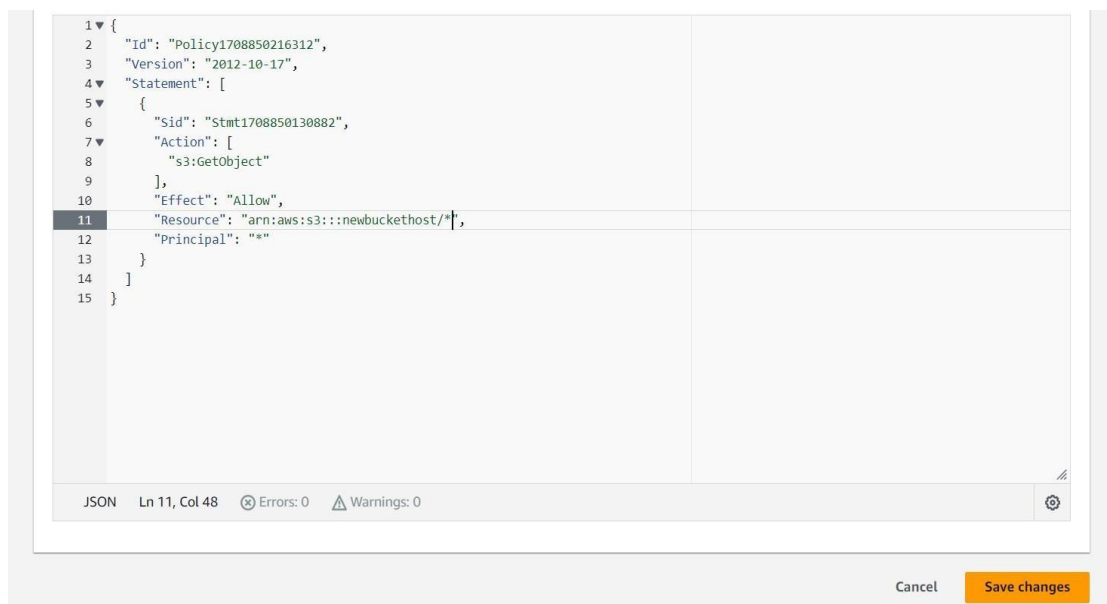 1 {
2 "Id": "Policy1708850216312",
3 "Version": "2012-10-17",
4 "Statement": [
5 {
6 "Sid": "Stmt1708850130882",
7 "Action": [
8 "s3:GetObject"
9 ],
10 "Effect": "Allow",
11 "Resource": "arn:aws:s3:::newbuckethost/*",
12 "Principal": "*"
13 }
14 ]
15 }
JSON Ln 11, Col 48 Errors: 0 Warnings: 0
Cancel Save changes